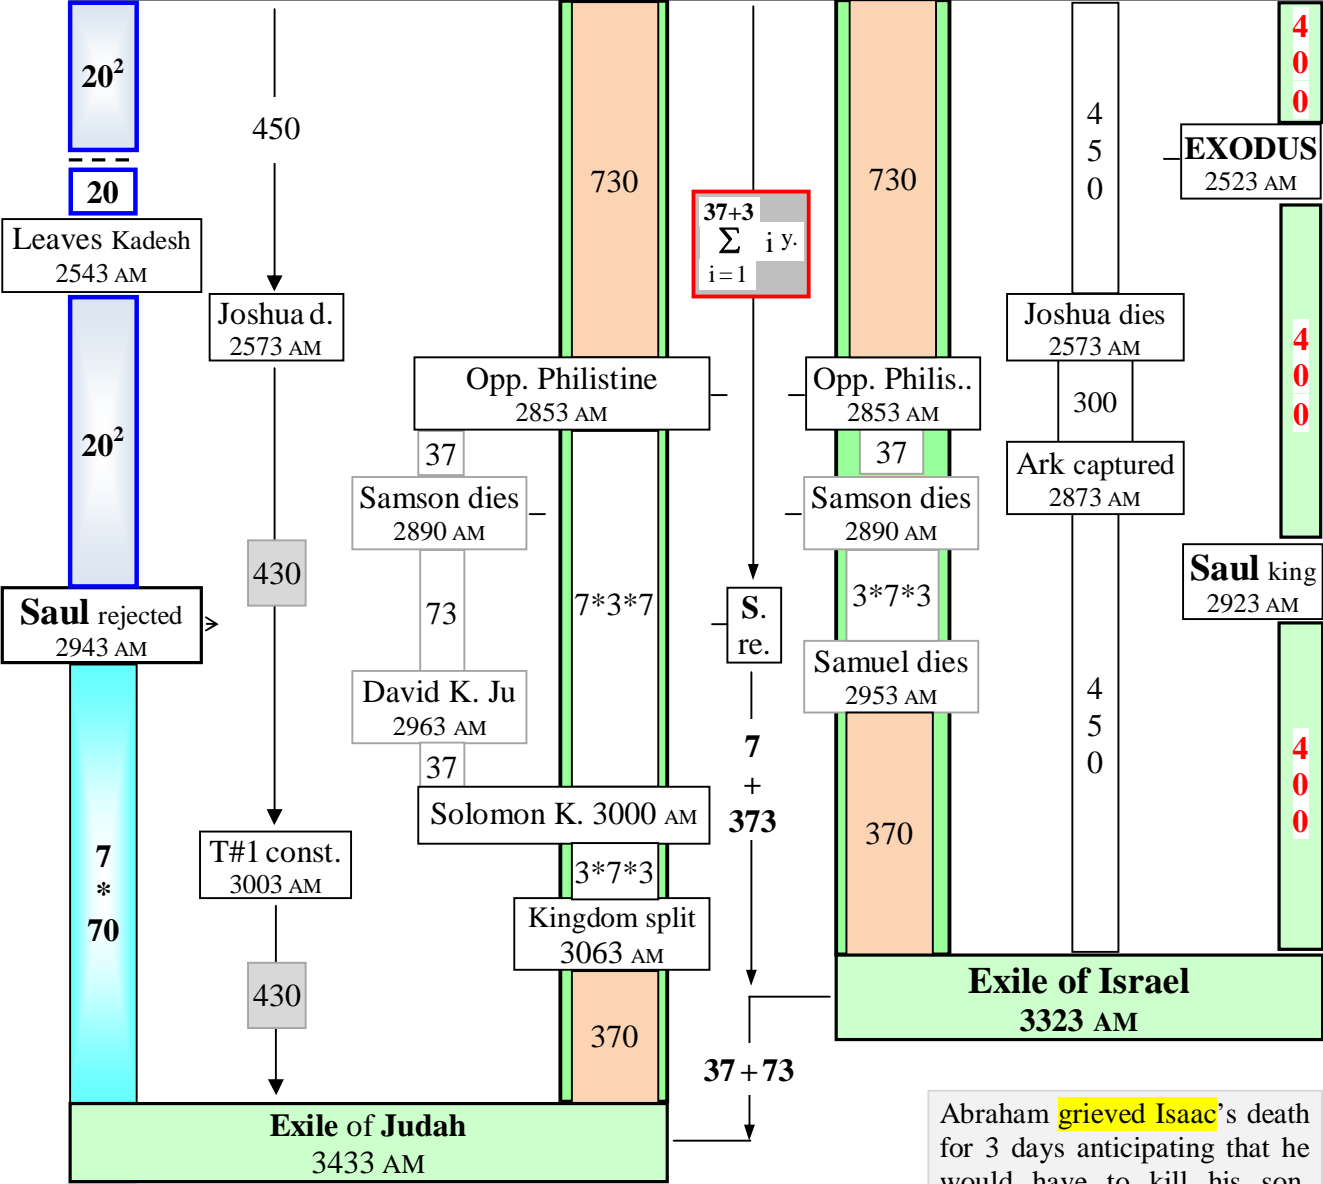 20²
20
Leaves Kadesh
2543 AM
20²
Saul rejected
2943 AM
7
*
70
450
Joshua d.
2573 AM
430
T#1 const.
3003 AM
430
730
Opp. Philistine
2853 AM
37
Samson dies
2890 AM
73
David K. Ju
2963 AM
37
7*3*7
Solomon K. 3000 AM
3*7*3
Kingdom split
3063 AM
370
Exile of Judah
3433 AM
37+3
Σ i y.
i=1
S.
re.
7
+
373
37+73
730
Opp. Philis..
2853 AM
37
Samson dies
2890 AM
3*7*3
Samuel dies
2953 AM
370
4
5
0
Joshua dies
2573 AM
300
Ark captured
2873 AM
4
5
0
4
0
0
EXODUS
2523 AM
4
0
0
Saul king
2923 AM
4
0
0
Exile of Israel
3323 AM
Abraham grieved Isaac's death
for 3 days anticipating that he
would have to kill his son